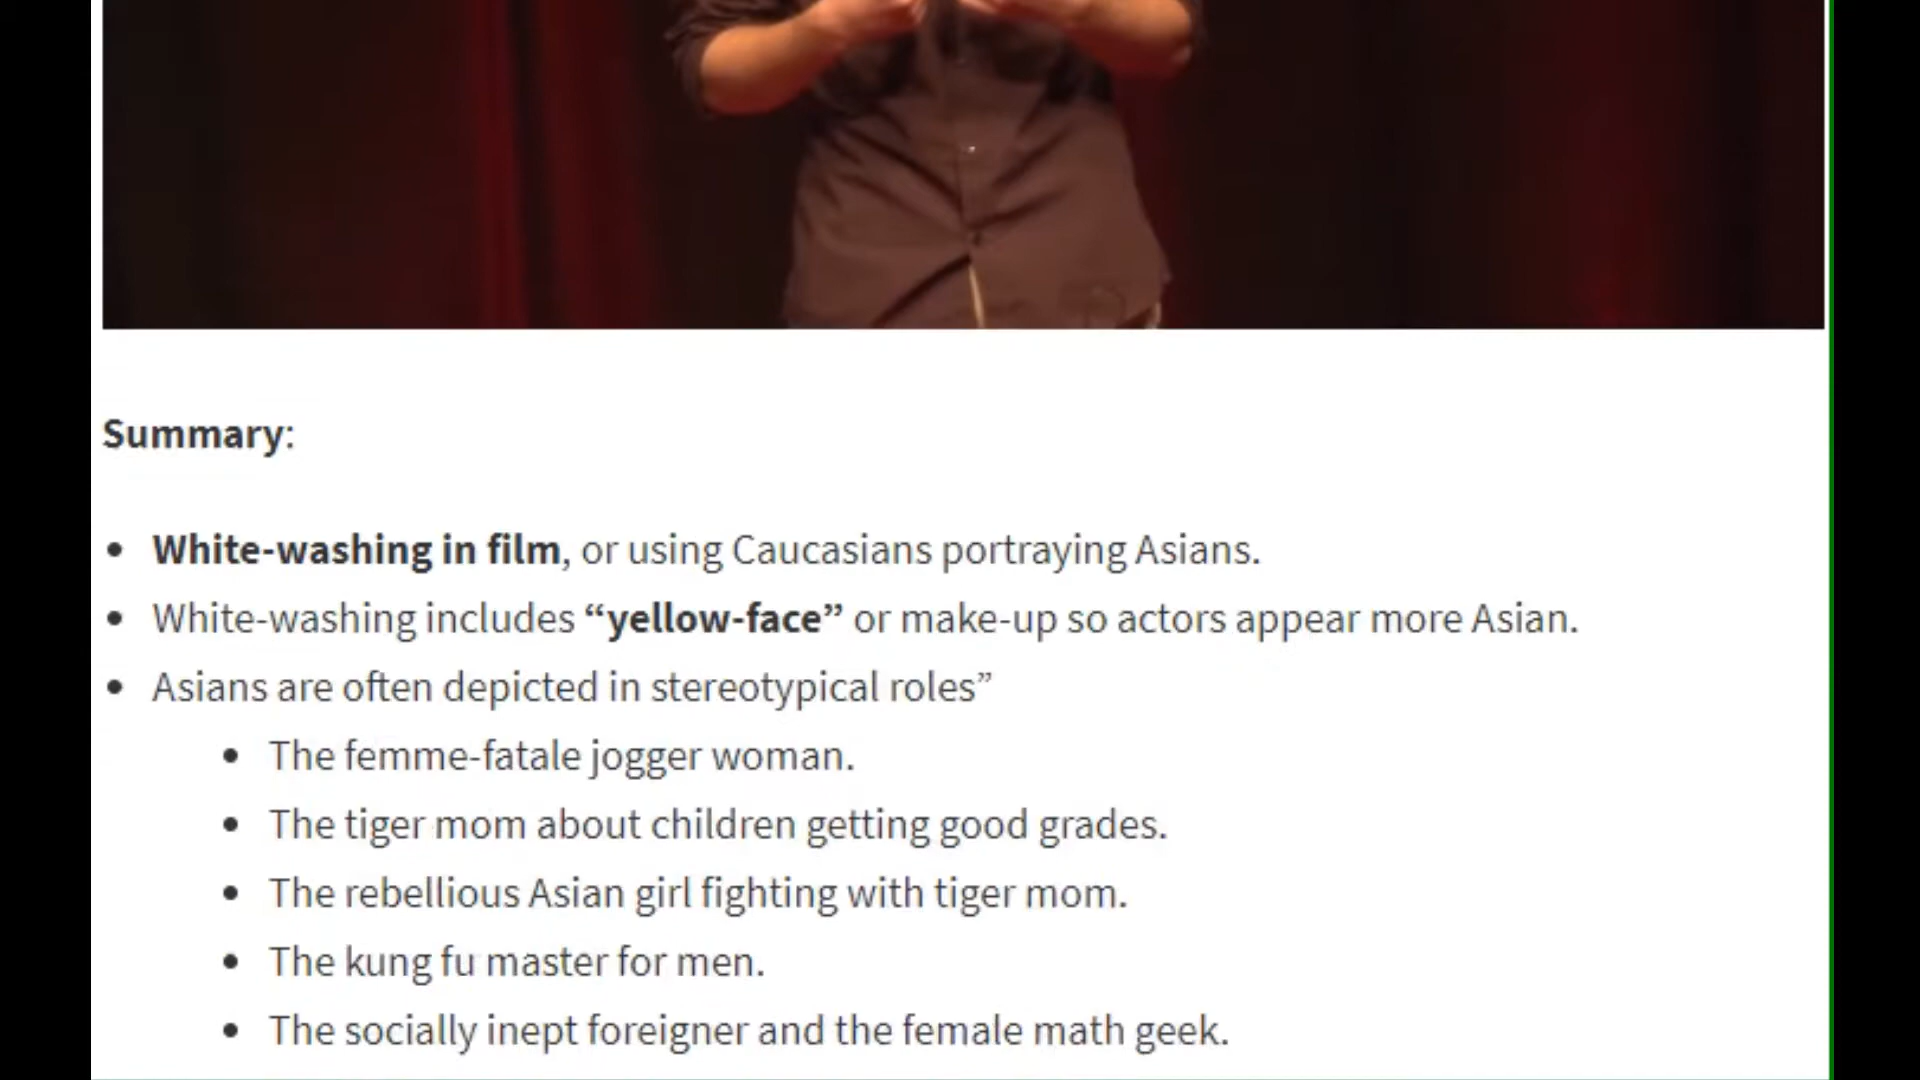 Summary:
White-washing in film, or using Caucasians portraying Asians.
White-washing includes “yellow-face” or make-up so actors appear more Asian.
Asians are often depicted in stereotypical roles”
The femme-fatale jogger woman.
The tiger mom about children getting good grades.
The rebellious Asian girl fighting with tiger mom.
The kung fu master for men.
The socially inept foreigner and the female math geek.